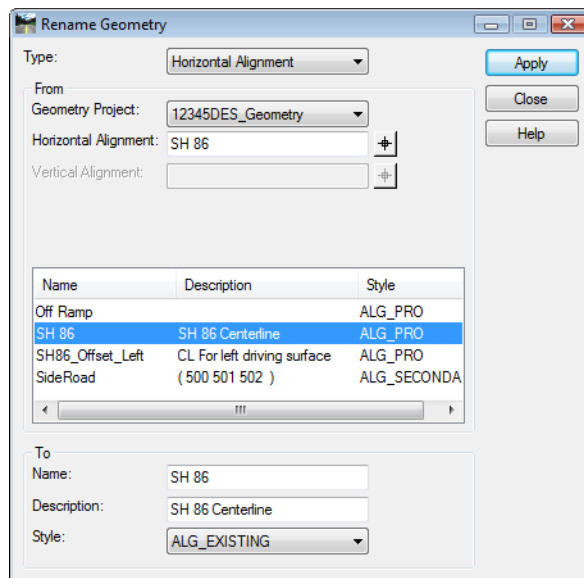 Rename Geometry
Type: Horizontal Alignment Apply
From
Geometry Project: 12345DES_Geometry Close
Horizontal Alignment: SH 86 Help
Vertical Alignment:
Name Description Style
Off Ramp ALG_PRO
SH 86 SH 86 Centerline ALG_PRO
SH86_Offset_Left CL For left driving surface ALG_PRO
SideRoad ( 500 501 502 ) ALG_SECONDA
To
Name: SH 86
Description: SH 86 Centerline
Style: ALG_EXISTING